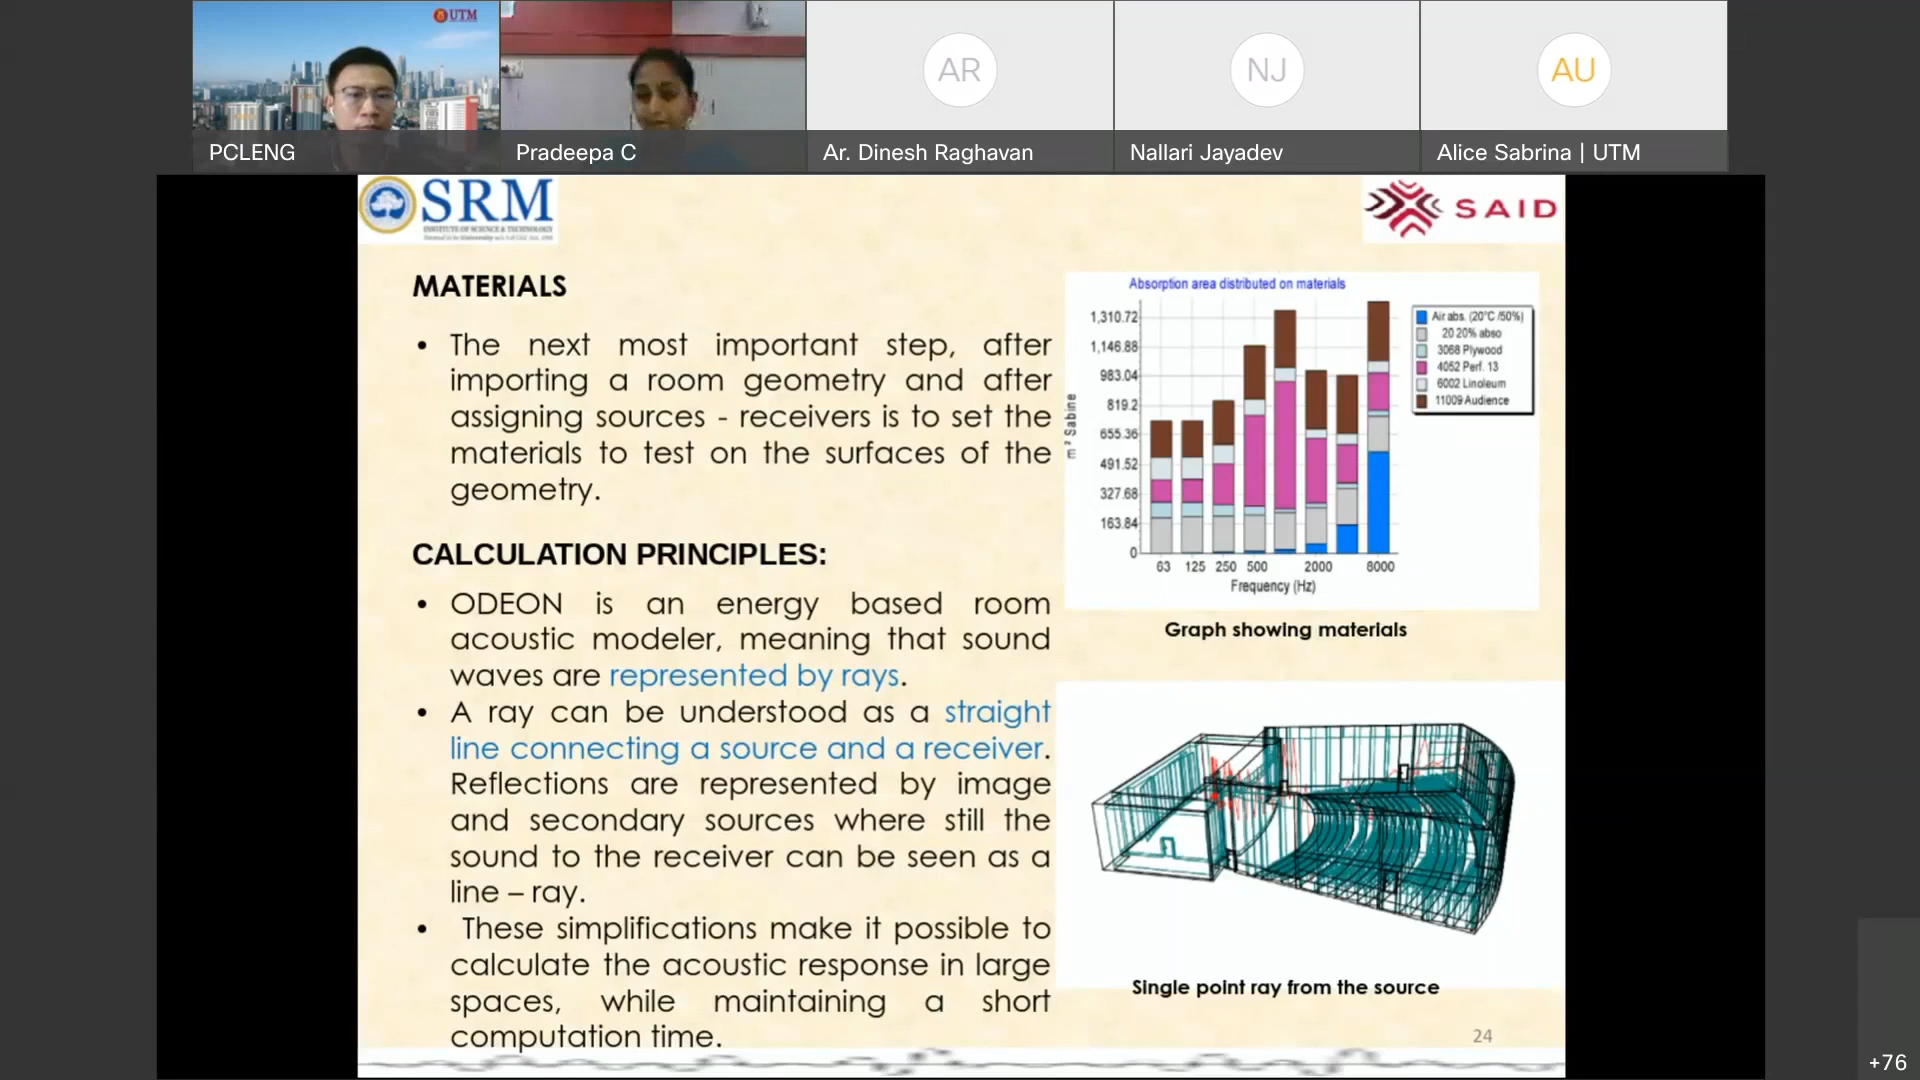 UTM
PCLENG
Pradeepa C
AR
Ar. Dinesh Raghavan
NJ
Nallari Jayadev
AU
Alice Sabrina | UTM
SRM
INSTITUTE OF SCIENCE & TECHNOLOGY
SAID
MATERIALS
• The next most important step, after
importing a room geometry and after
assigning sources - receivers is to set the
materials to test on the surfaces of the
geometry.
CALCULATION PRINCIPLES:
• ODEON is an energy based room
acoustic modeler, meaning that sound
waves are represented by rays.
• A ray can be understood as a straight
line connecting a source and a receiver.
Reflections are represented by image
and secondary sources where still the
sound to the receiver can be seen as a
line – ray.
• These simplifications make it possible to
calculate the acoustic response in large
spaces, while maintaining a short
computation time.
Absorption area distributed on materials
m² Sabine
1,310.72
1,146.88
983.04
819.2
655.36
491.52
327.68
163.84
0
63 125 250 500 2000 8000
Frequency (Hz)
Air abs. (20°C /50%)
20 20% abso
3068 Plywood
4052 Perf. 13
6002 Linoleum
11009 Audience
Graph showing materials
Single point ray from the source
24
+76